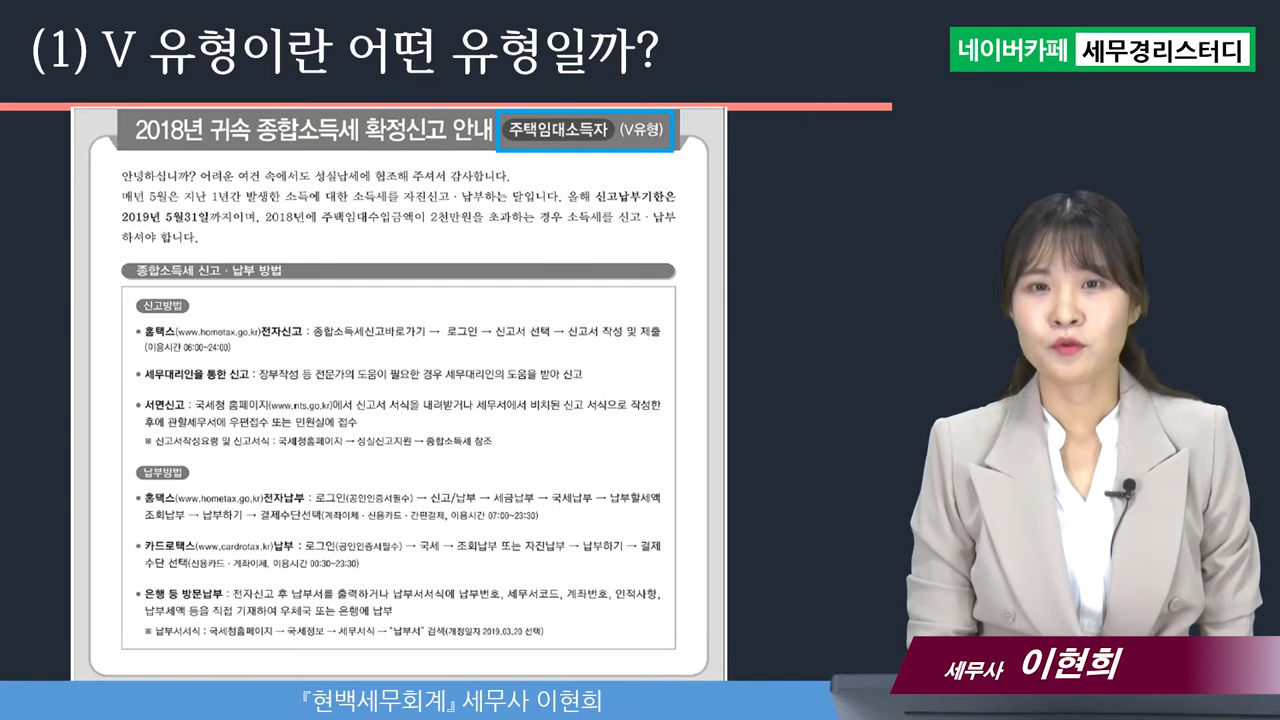 (1) V 유형이란 어떤 유형일까?
네이버카페 세무경리스터디
2018년 귀속 종합소득세 확정신고 안내 주택임대소득자 (V유형)
안녕하십니까? 어려운 여건 속에서도 성실납세에 협조해 주셔서 감사합니다.
매년 5월은 지난 1년간 발생한 소득에 대한 소득세를 자진신고·납부하는 달입니다. 올해 신고납부기한은
2019년 5월31일까지이며, 2018년에 주택임대수입금액이 2천만원을 초과하는 경우 소득세를 신고·납부
하셔야 합니다.
종합소득세 신고·납부 방법
신고방법
● 홈택스(www.hometax.go.kr)전자신고 : 종합소득세신고바로가기 → 로그인 → 신고서 선택 → 신고서 작성 및 제출
(이용시간 06:00~24:00)
● 세무대리인을 통한 신고 : 장부작성 등 전문가의 도움이 필요한 경우 세무대리인의 도움을 받아 신고
● 서면신고 : 국세청 홈페이지(www.nts.go.kr)에서 신고서 서식을 내려받거나 세무서에서 비치된 신고 서식으로 작성한
후에 관할세무서에 우편접수 또는 민원실에 접수
※ 신고서작성요령 및 신고서식 : 국세청홈페이지 → 성실신고지원 → 종합소득세 참조
납부방법
● 홈택스(www.hometax.go.kr)전자납부 : 로그인(공인인증서필수) → 신고/납부 → 세금납부 → 국세납부 → 납부할세액
조회납부 → 납부하기 → 결제수단선택(계좌이체·신용카드·간편결제, 이용시간 07:00~23:30)
● 카드로택스(www.cardrotax.kr)납부 : 로그인(공인인증서필수) → 국세 → 조회납부 또는 자진납부 → 납부하기 → 결제
수단 선택(신용카드·계좌이체, 이용시간 00:30~23:30)
● 은행 등 방문납부 : 전자신고 후 납부서를 출력하거나 납부서서식에 납부번호, 세무서코드, 계좌번호, 인적사항,
납부세액 등을 직접 기재하여 우체국 또는 은행에 납부
※ 납부서서식 : 국세청홈페이지 → 국세정보 → 세무서식 → "납부서" 검색(개정일자 2019.03.20 선택)
세무사 이현희
『현백세무회계』 세무사 이현희